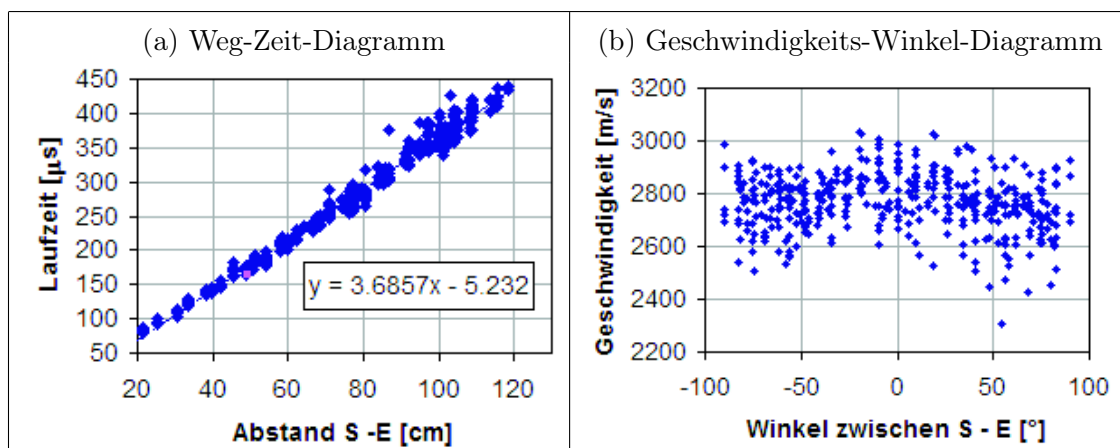 (a) Weg-Zeit-Diagramm
450
400
350
300
250
200
150
100
50
Laufzeit [µs]
y = 3.6857x - 5.232
20 40 60 80 100 120
Abstand S -E [cm]
(b) Geschwindigkeits-Winkel-Diagramm
3200
3000
2800
2600
2400
2200
Geschwindigkeit [m/s]
-100 -50 0 50 100
Winkel zwischen S - E [°]